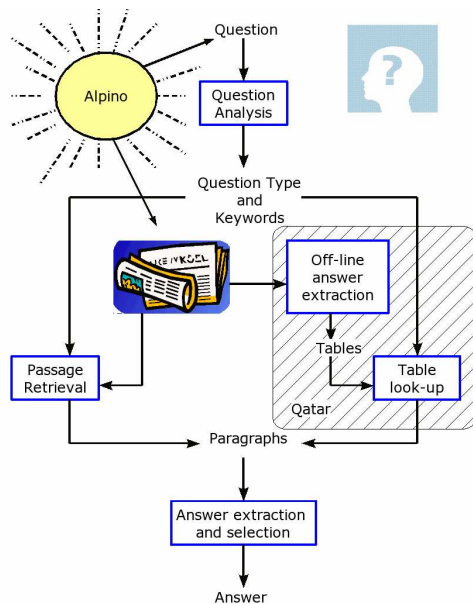 Question
Alpino
?
Question
Analysis
Question Type
and
Keywords
Off-line
answer
extraction
Tables
Passage
Retrieval
Table
look-up
Qatar
Paragraphs
Answer extraction
and selection
Answer